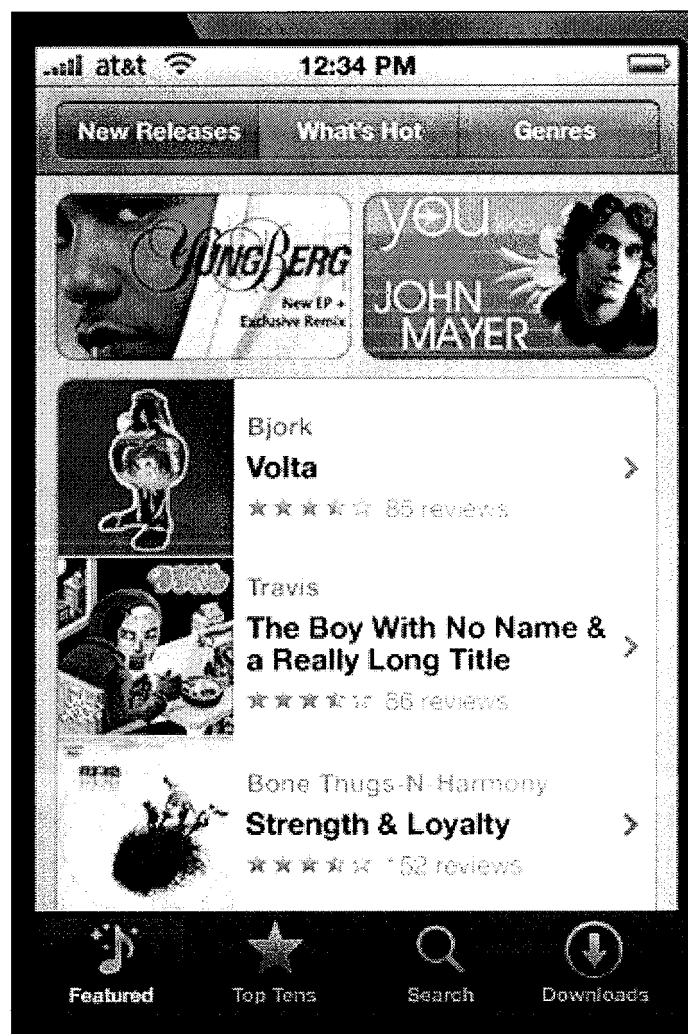 at&t 12:34 PM
New Releases What's Hot Genres
YUNGBERG
New EP +
Exclusive Remix
you
JOHN
MAYER
Bjork
Volta
85 reviews
Travis
The Boy With No Name &
a Really Long Title
86 reviews
Bone Thugs-N-Harmony
Strength & Loyalty
152 reviews
Featured Top Tens Search Downloads